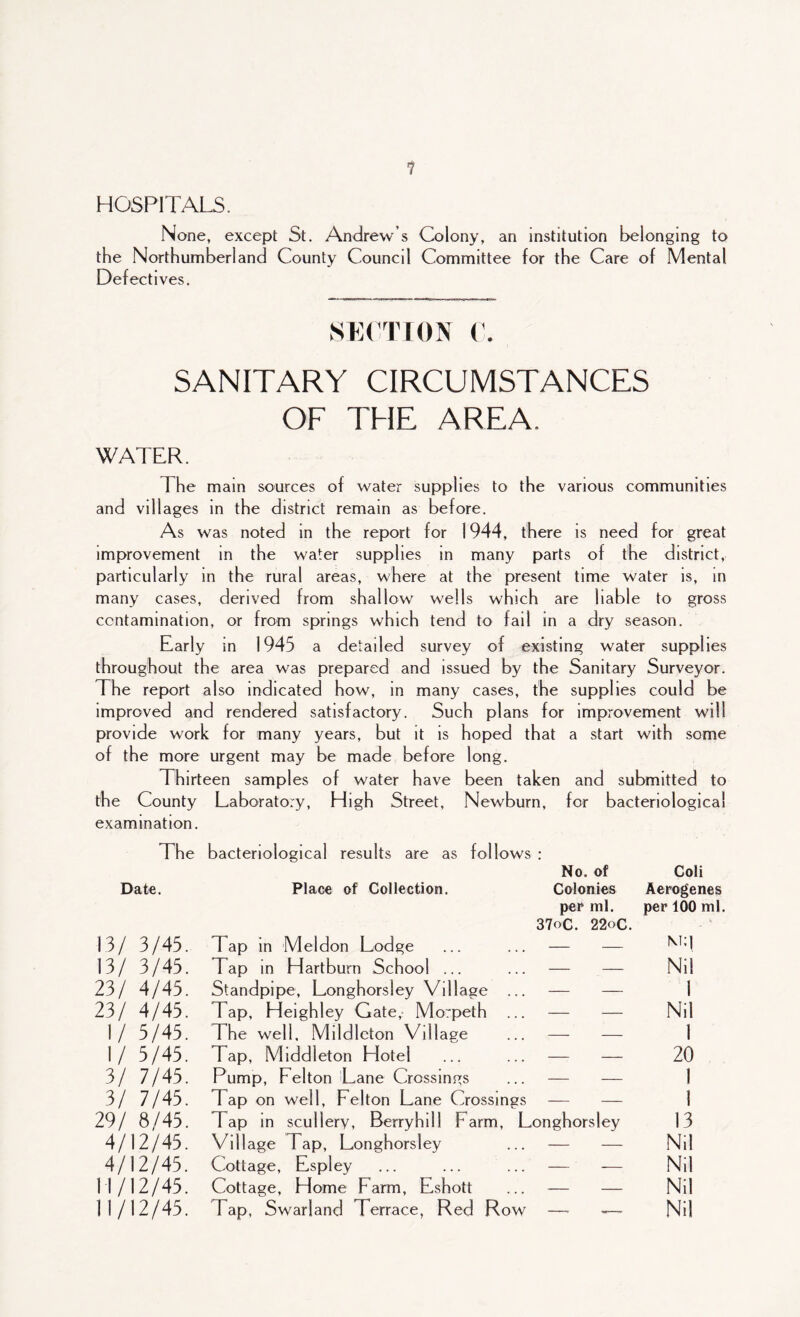 7
HOSPITALS.
None, except St. Andrew's Colony, an institution belonging to
the Northumberland County Council Committee for the Care of Mental
Defectives.
SECTION C.
SANITARY CIRCUMSTANCES
OF THE AREA.
WATER.
The main sources of water supplies to the various communities
and villages in the district remain as before.
As was noted in the report for 1944, there is need for great
improvement in the water supplies in many parts of the district,
particularly in the rural areas, where at the present time water is, in
many cases, derived from shallow wells which are liable to gross
contamination, or from springs which tend to fail in a dry season.
Early in 1945 a detailed survey of existing water supplies
throughout the area was prepared and issued by the Sanitary Surveyor.
The report also indicated how, in many cases, the supplies could be
improved and rendered satisfactory. Such plans for improvement will
provide work for many years, but it is hoped that a start with some
of the more urgent may be made before long.
Thirteen samples of water have been taken and submitted to
the County Laboratory, High Street, Newburn, for bacteriological
examination.
The bacteriological results are as follows :
No. of Coli
Date. Place of Collection. Colonies Aerogenes
per ml. per 100 ml.
37oC. 22oC.
13/ 3/45. Tap in Meldon Lodge ... ... — — Nil
13/ 3/45. Tap in Hartburn School ... ... — — Nil
23/ 4/45. Standpipe, Longhorsley Village ... — — 1
23/ 4/45. Tap, Heighley Gate, Morpeth ... — — Nil
1/ 5/45. The well, Mildleton Village ... — — 1
1/ 5/45. Tap, Middleton Hotel ... ... — — 20
3/ 7/45. Pump, Felton Lane Crossings ... — — 1
3/ 7/45. Tap on well, Felton Lane Crossings — — 1
29/ 8/45. Tap in scullery, Berryhill Farm, Longhorsley 13
4/12/45. Village Tap, Longhorsley ... — — Nil
4/12/45. Cottage, Espley ... ... ... — — Nil
11/12/45. Cottage, Home Farm, Eshott ... — — Nil
11/12/45. Tap, Swarland Terrace, Red Row — — Nil